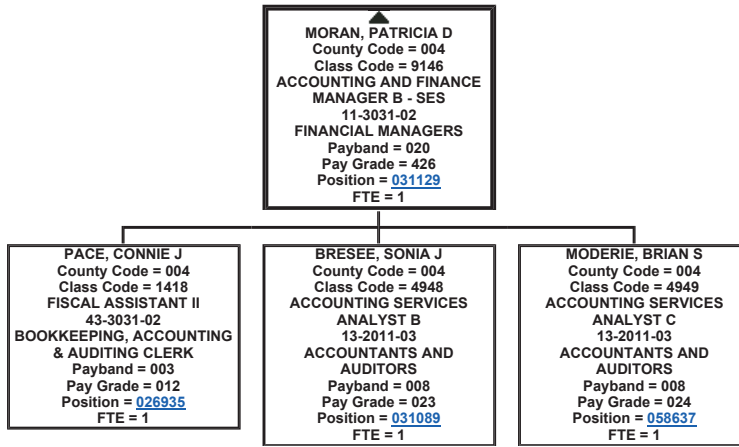 MORAN, PATRICIA D
County Code = 004
Class Code = 9146
ACCOUNTING AND FINANCE
MANAGER B - SES
11-3031-02
FINANCIAL MANAGERS
Payband = 020
Pay Grade = 426
Position = 031129
FTE = 1
PACE, CONNIE J
County Code = 004
Class Code = 1418
FISCAL ASSISTANT II
43-3031-02
BOOKKEEPING, ACCOUNTING
& AUDITING CLERK
Payband = 003
Pay Grade = 012
Position = 026935
FTE = 1
BRESEE, SONIA J
County Code = 004
Class Code = 4948
ACCOUNTING SERVICES
ANALYST B
13-2011-03
ACCOUNTANTS AND
AUDITORS
Payband = 008
Pay Grade = 023
Position = 031089
FTE = 1
MODERIE, BRIAN S
County Code = 004
Class Code = 4949
ACCOUNTING SERVICES
ANALYST C
13-2011-03
ACCOUNTANTS AND
AUDITORS
Payband = 008
Pay Grade = 024
Position = 058637
FTE = 1